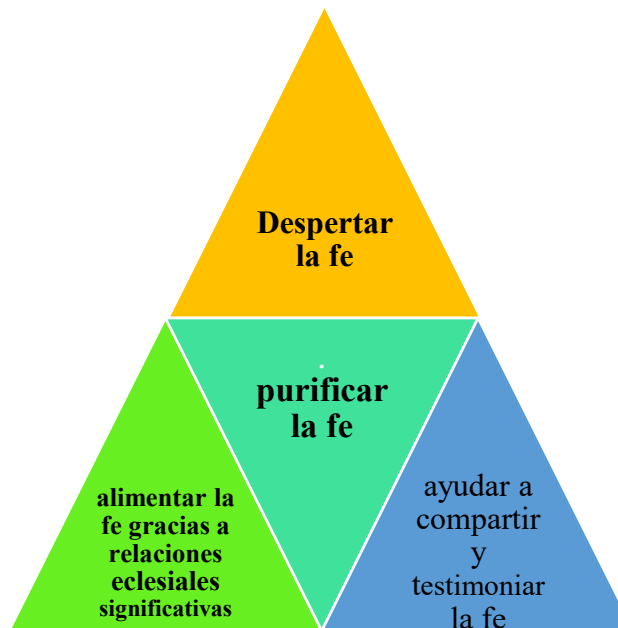 Despertar
la fe
purificar
la fe
alimentar la
fe gracias a
relaciones
eclesiales
significativas
ayudar a
compartir
y
testimoniar
la fe